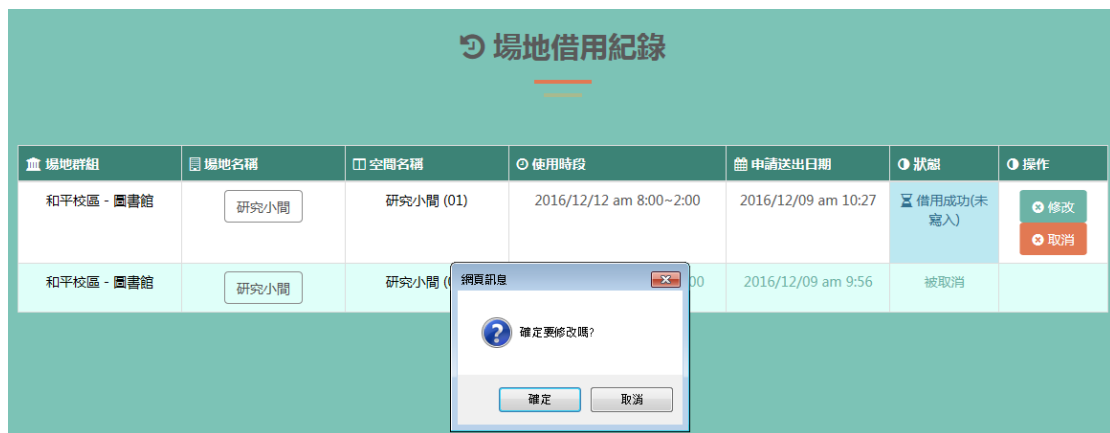 場地借用紀錄
場地群組 場地名稱 空間名稱 使用時段 申請送出日期 狀態 操作
和平校區 - 圖書館 研究小間 研究小間 (01) 2016/12/12 am 8:00~2:00 2016/12/09 am 10:27 借用成功(未 修改
寫入)
取消
和平校區 - 圖書館 研究小間 研究小間 ( 00 2016/12/09 am 9:56 被取消
網頁訊息
確定要修改嗎?
確定 取消